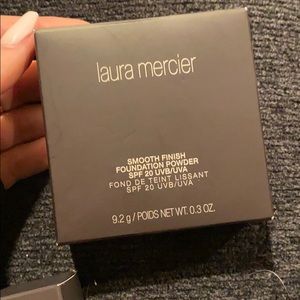 laura mercier
SMOOTH FINISH
FOUNDATION POWDER
SPF 20 UVB/UVA
FOND DE TEINT LISSANT
SPF 20 UVB/UVA
9.2 g / POIDS NET WT. 0.3 OZ.